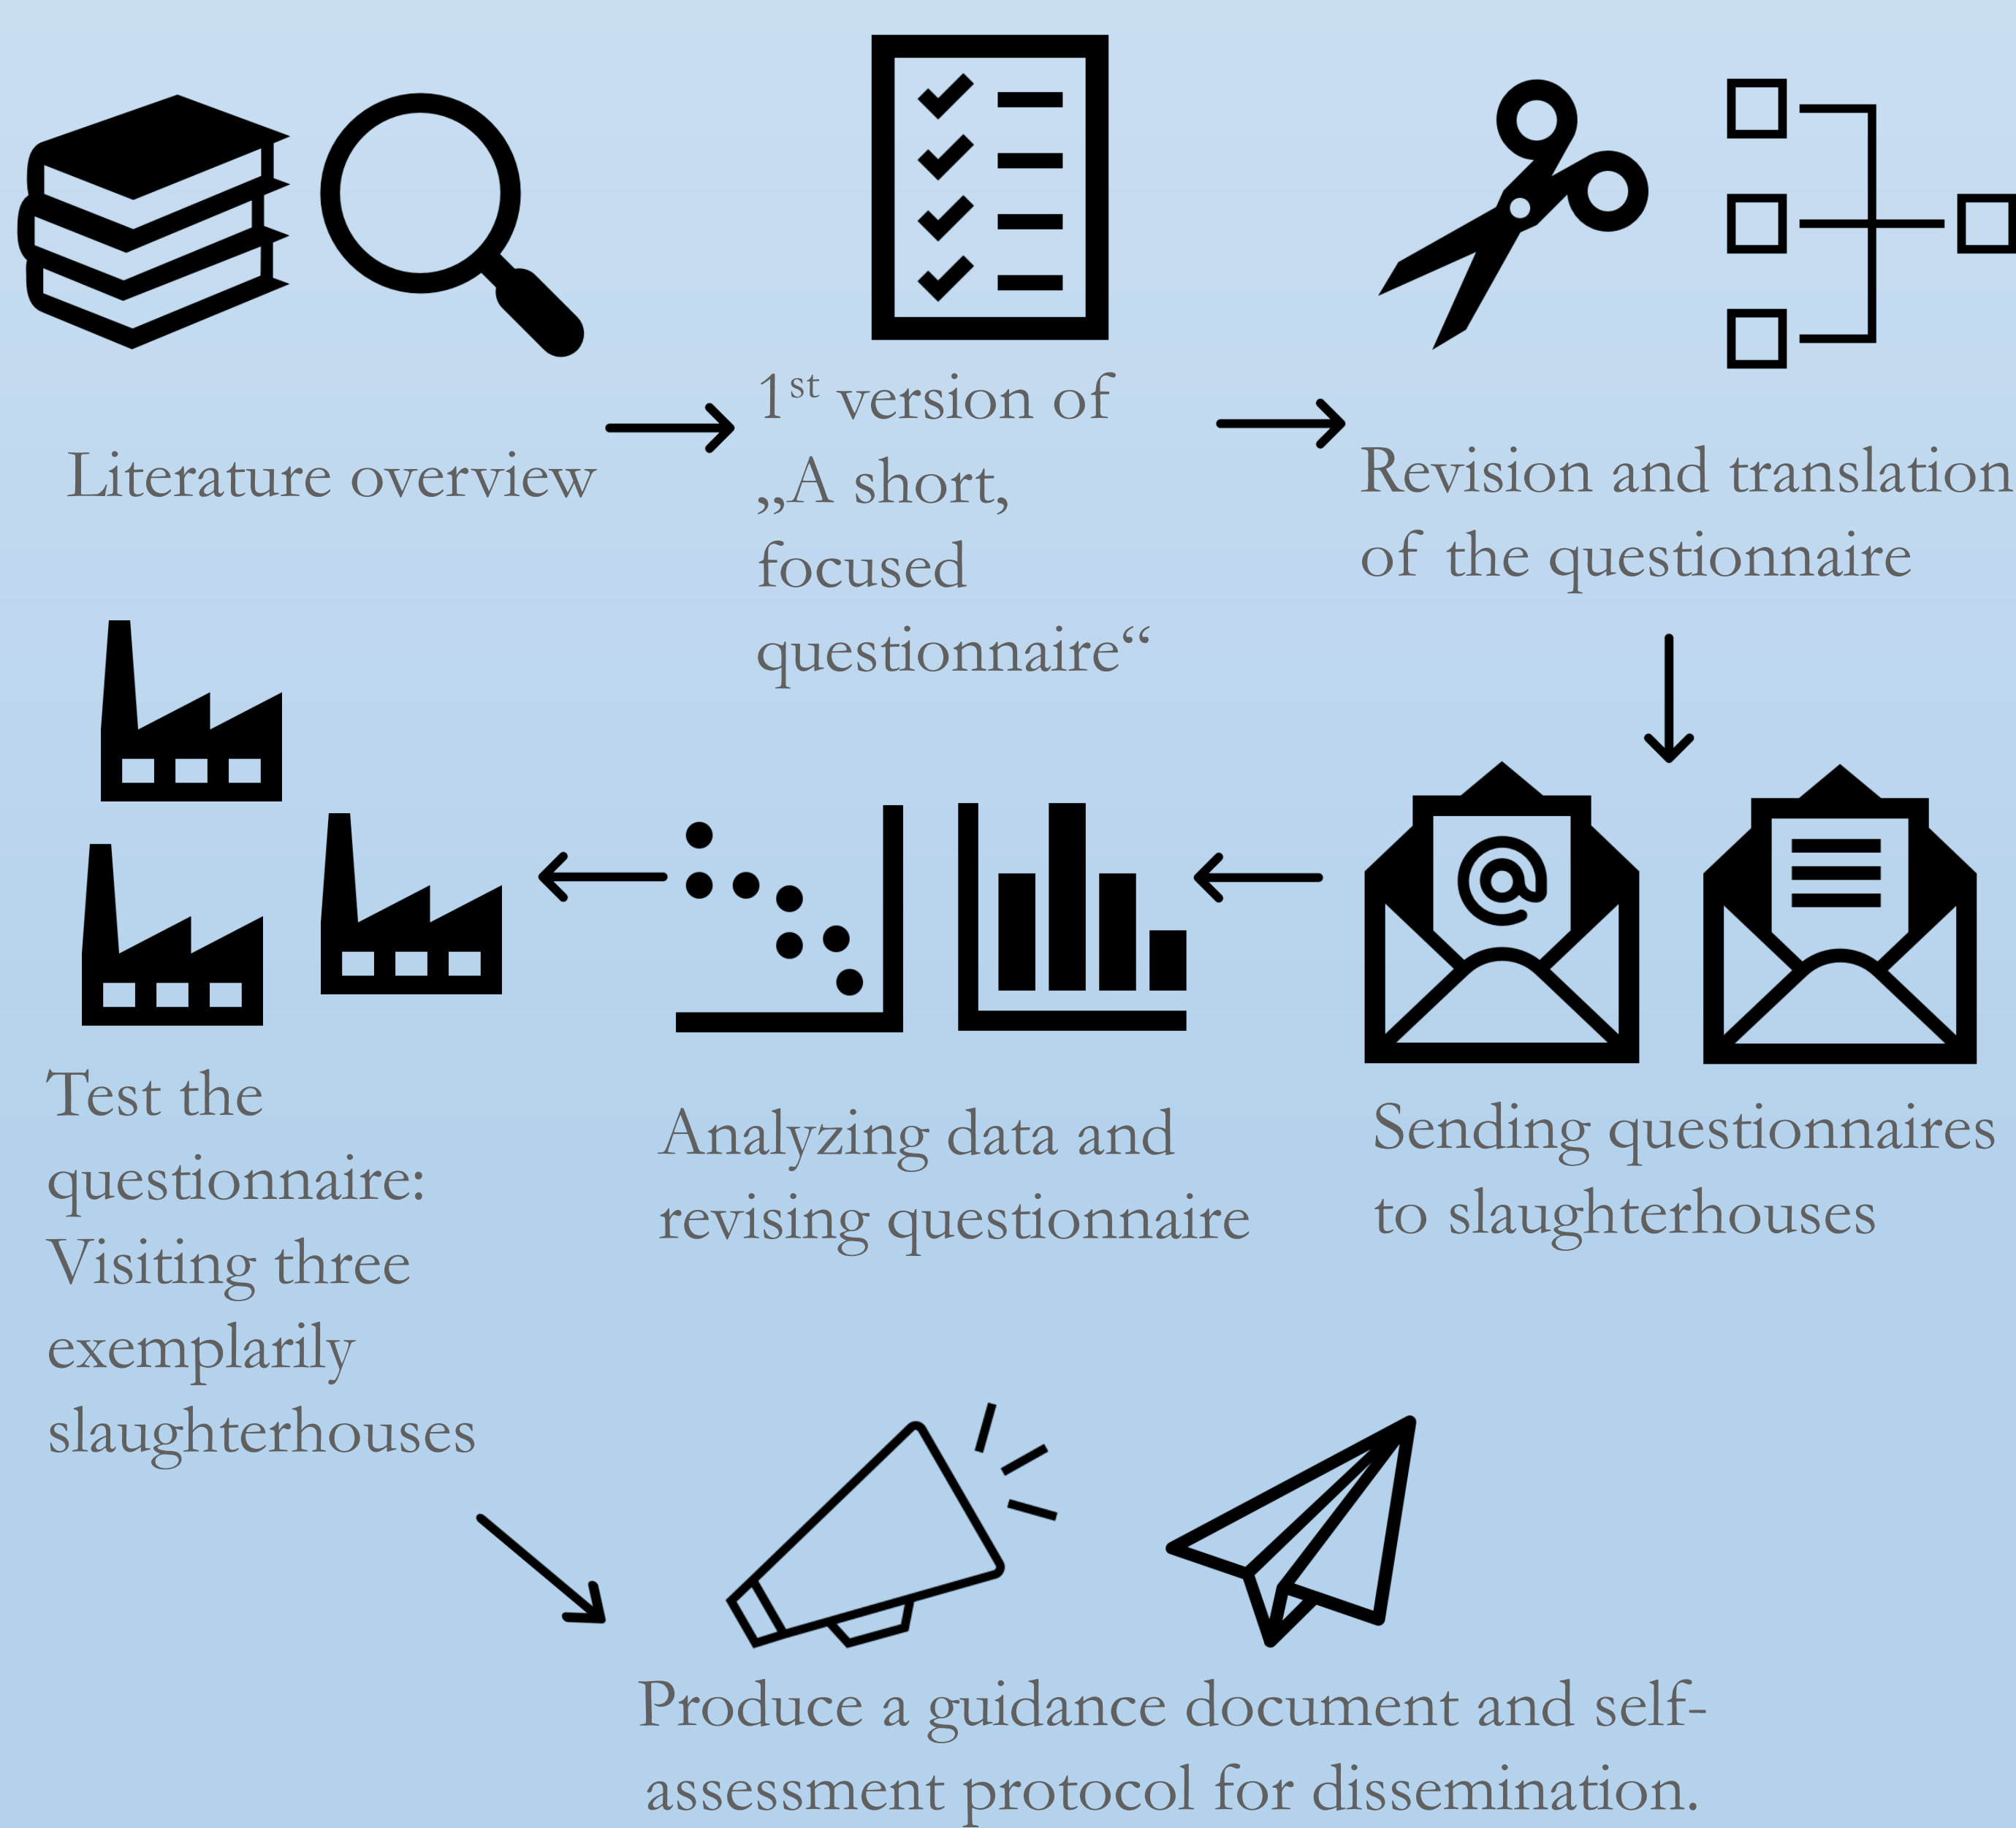 Literature overview
1st version of
„A short,
focused
questionnaire“
Revision and translation
of the questionnaire
Test the
questionnaire:
Visiting three
exemplarily
slaughterhouses
Analyzing data and
revising questionnaire
Sending questionnaires
to slaughterhouses
Produce a guidance document and self-
assessment protocol for dissemination.